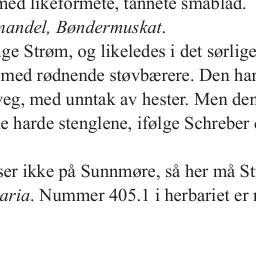 med likeformete, tannete småblad.
mandel, Bøndermuskat.
ge Strøm, og likeledes i det sørlige
med rødnende støvbærere. Den har
veg, med unntak av hester. Men den
e harde stenglene, ifølge Schreber
ser ikke på Sunnmøre, så her må St
aria. Nummer 405.1 i herbariet er